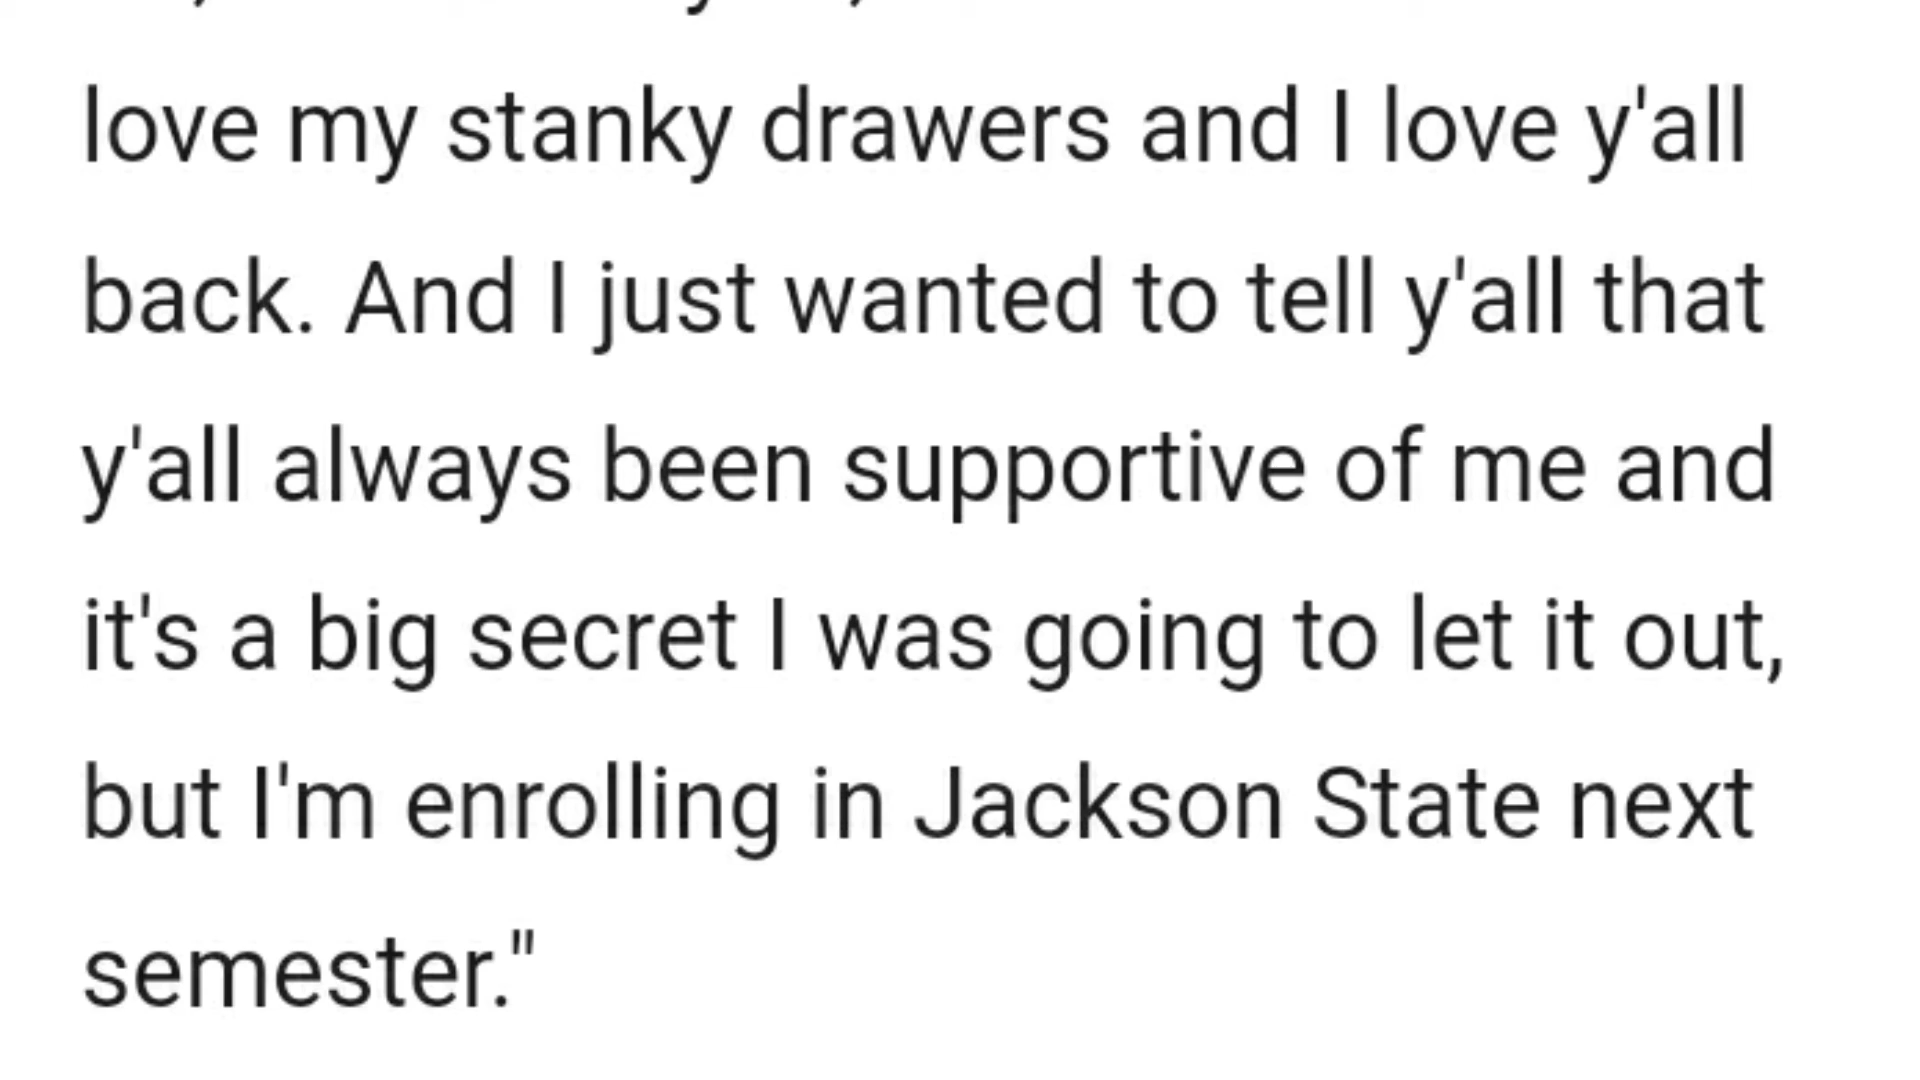 love my stanky drawers and I love y'all
back. And I just wanted to tell y'all that
y'all always been supportive of me and
it's a big secret I was going to let it out,
but I'm enrolling in Jackson State next
semester."